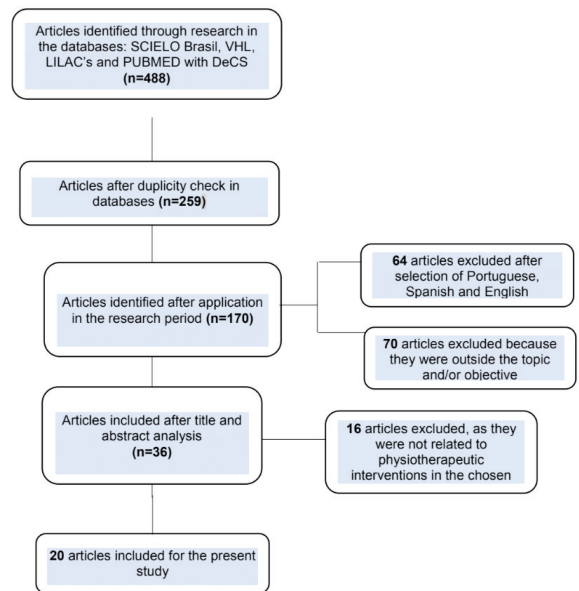 Articles identified through research in
the databases: SCIELO Brasil, VHL,
LILAC's and PUBMED with DeCS
(n=488)
Articles after duplicity check in
databases (n=259)
Articles identified after application
in the research period (n=170)
64 articles excluded after
selection of Portuguese,
Spanish and English
70 articles excluded because
they were outside the topic
and/or objective
Articles included after title and
abstract analysis
(n=36)
16 articles excluded, as they
were not related to
physiotherapeutic
interventions in the chosen
20 articles included for the present
study